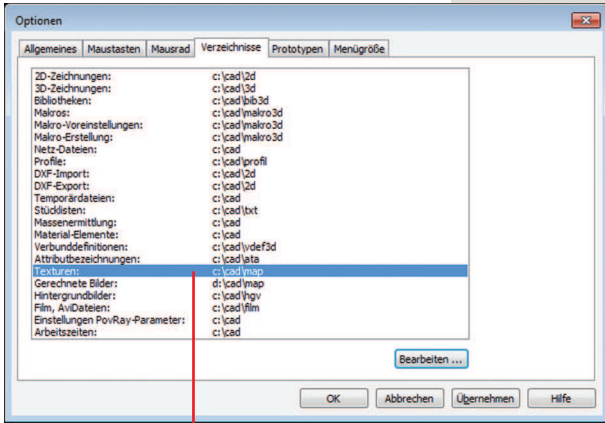 Optionen
Allgemeines Maustasten Mausrad Verzeichnisse Prototypen Menügröße
2D-Zeichnungen: c:\cad\2d
3D-Zeichnungen: c:\cad\3d
Bibliotheken: c:\cad\bib3d
Makros: c:\cad\makro3d
Makro-Voreinstellungen: c:\cad\makro3d
Makro-Erstellung: c:\cad\makro3d
Netz-Dateien: c:\cad
Profile: c:\cad\profil
DXF-Import: c:\cad\2d
DXF-Export: c:\cad\2d
Temporärdateien: c:\cad
Stücklisten: c:\cad\txt
Massenermittlung: c:\cad
Material-Elemente: c:\cad
Verbunddefinitionen: c:\cad\vdef3d
Attributbezeichnungen: c:\cad\ata
Texturen: c:\cad\map
Gerechnete Bilder: d:\cad\map
Hintergrundbilder: c:\cad\hgv
Film, AviDateien: c:\cad\film
Einstellungen PovRay-Parameter: c:\cad
Arbeitszeiten: c:\cad
Bearbeiten ...
OK Abbrechen Übernehmen Hilfe